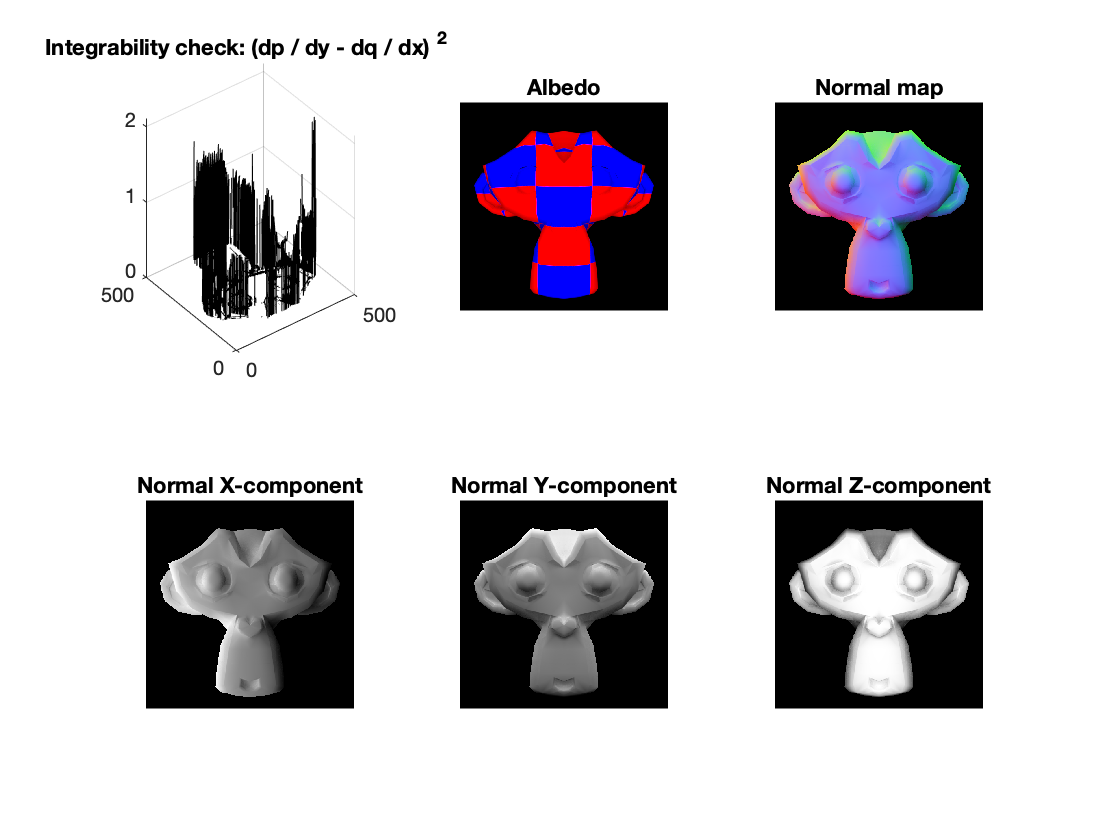 Integrability check: (dp / dy - dq / dx) 2
2
1
0
500
0
0
500
Albedo
Normal map
Normal X-component
Normal Y-component
Normal Z-component